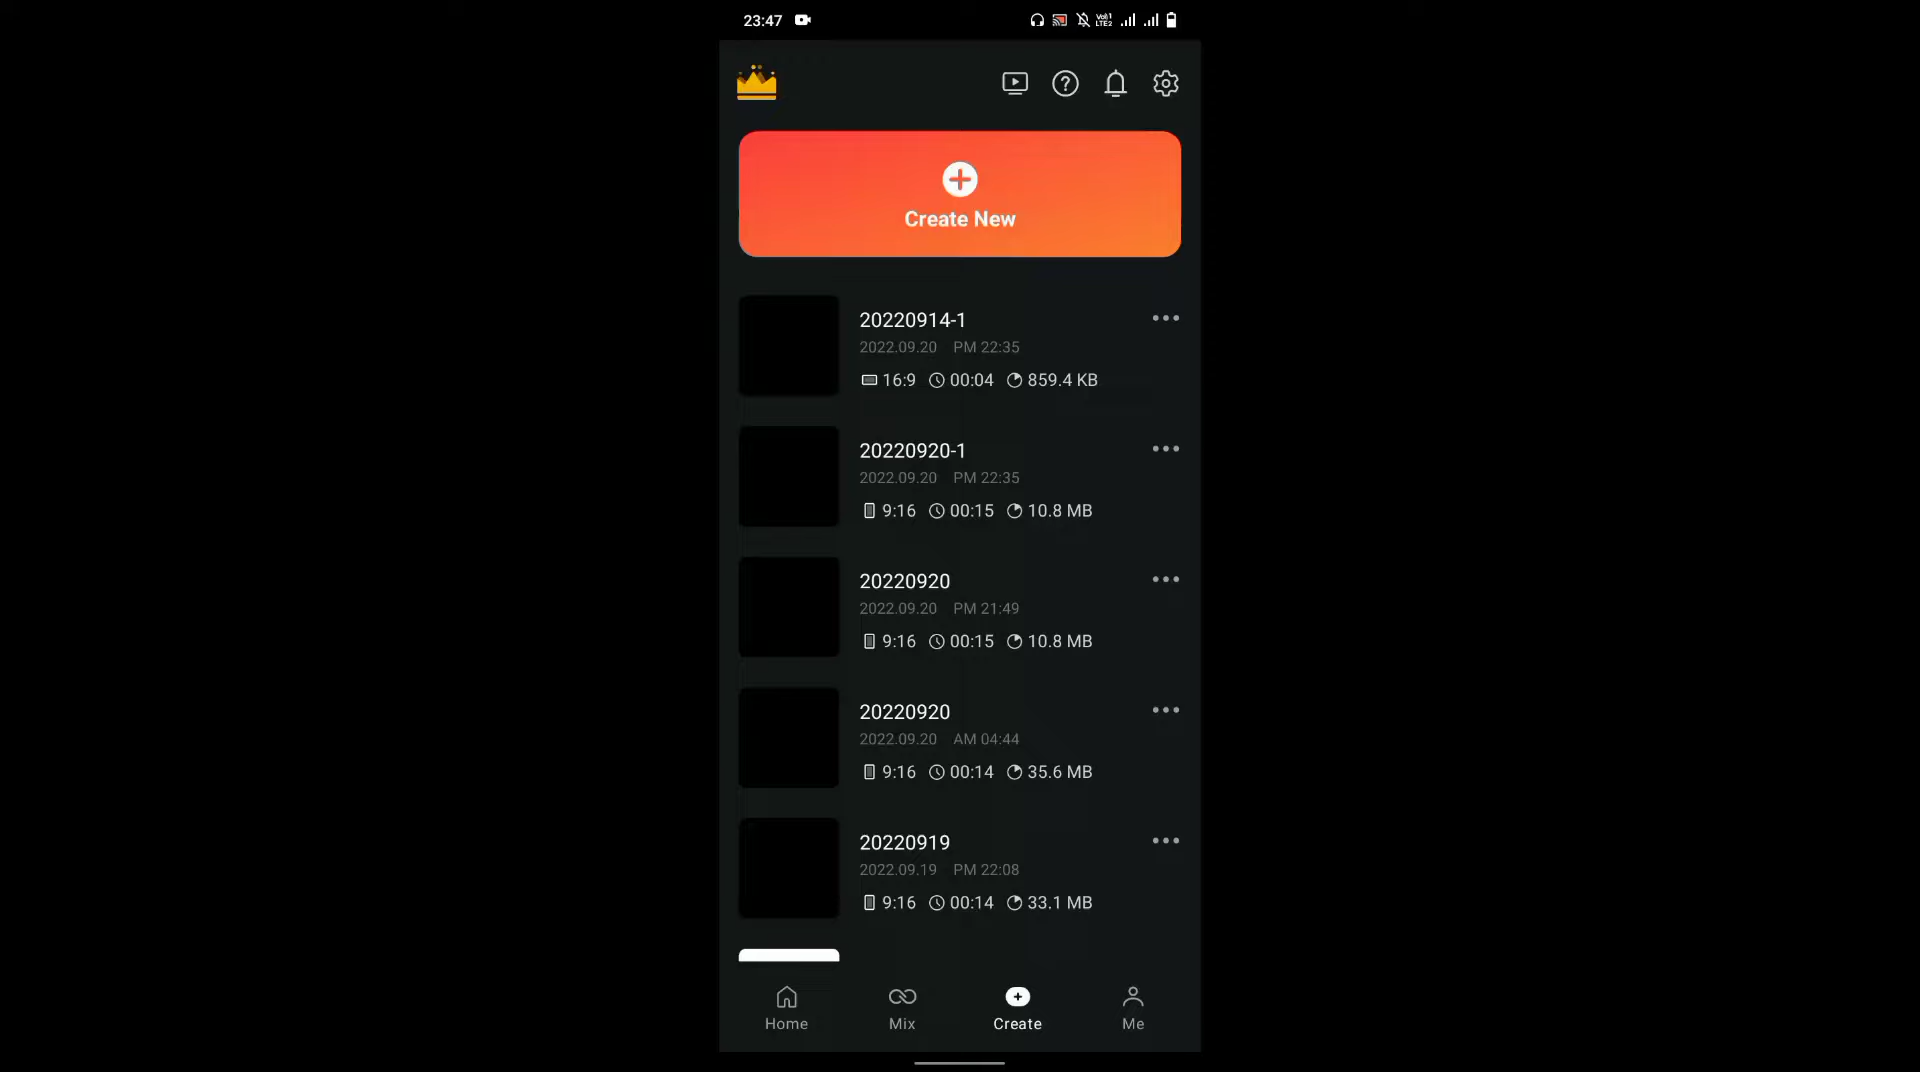 23:47
Vo)) 1
LTE2
Create New
20220914-1
2022.09.20 PM 22:35
16:9 00:04 859.4 KB
20220920-1
2022.09.20 PM 22:35
9:16 00:15 10.8 MB
20220920
2022.09.20 PM 21:49
9:16 00:15 10.8 MB
20220920
2022.09.20 AM 04:44
9:16 00:14 35.6 MB
20220919
2022.09.19 PM 22:08
9:16 00:14 33.1 MB
Home Mix Create Me